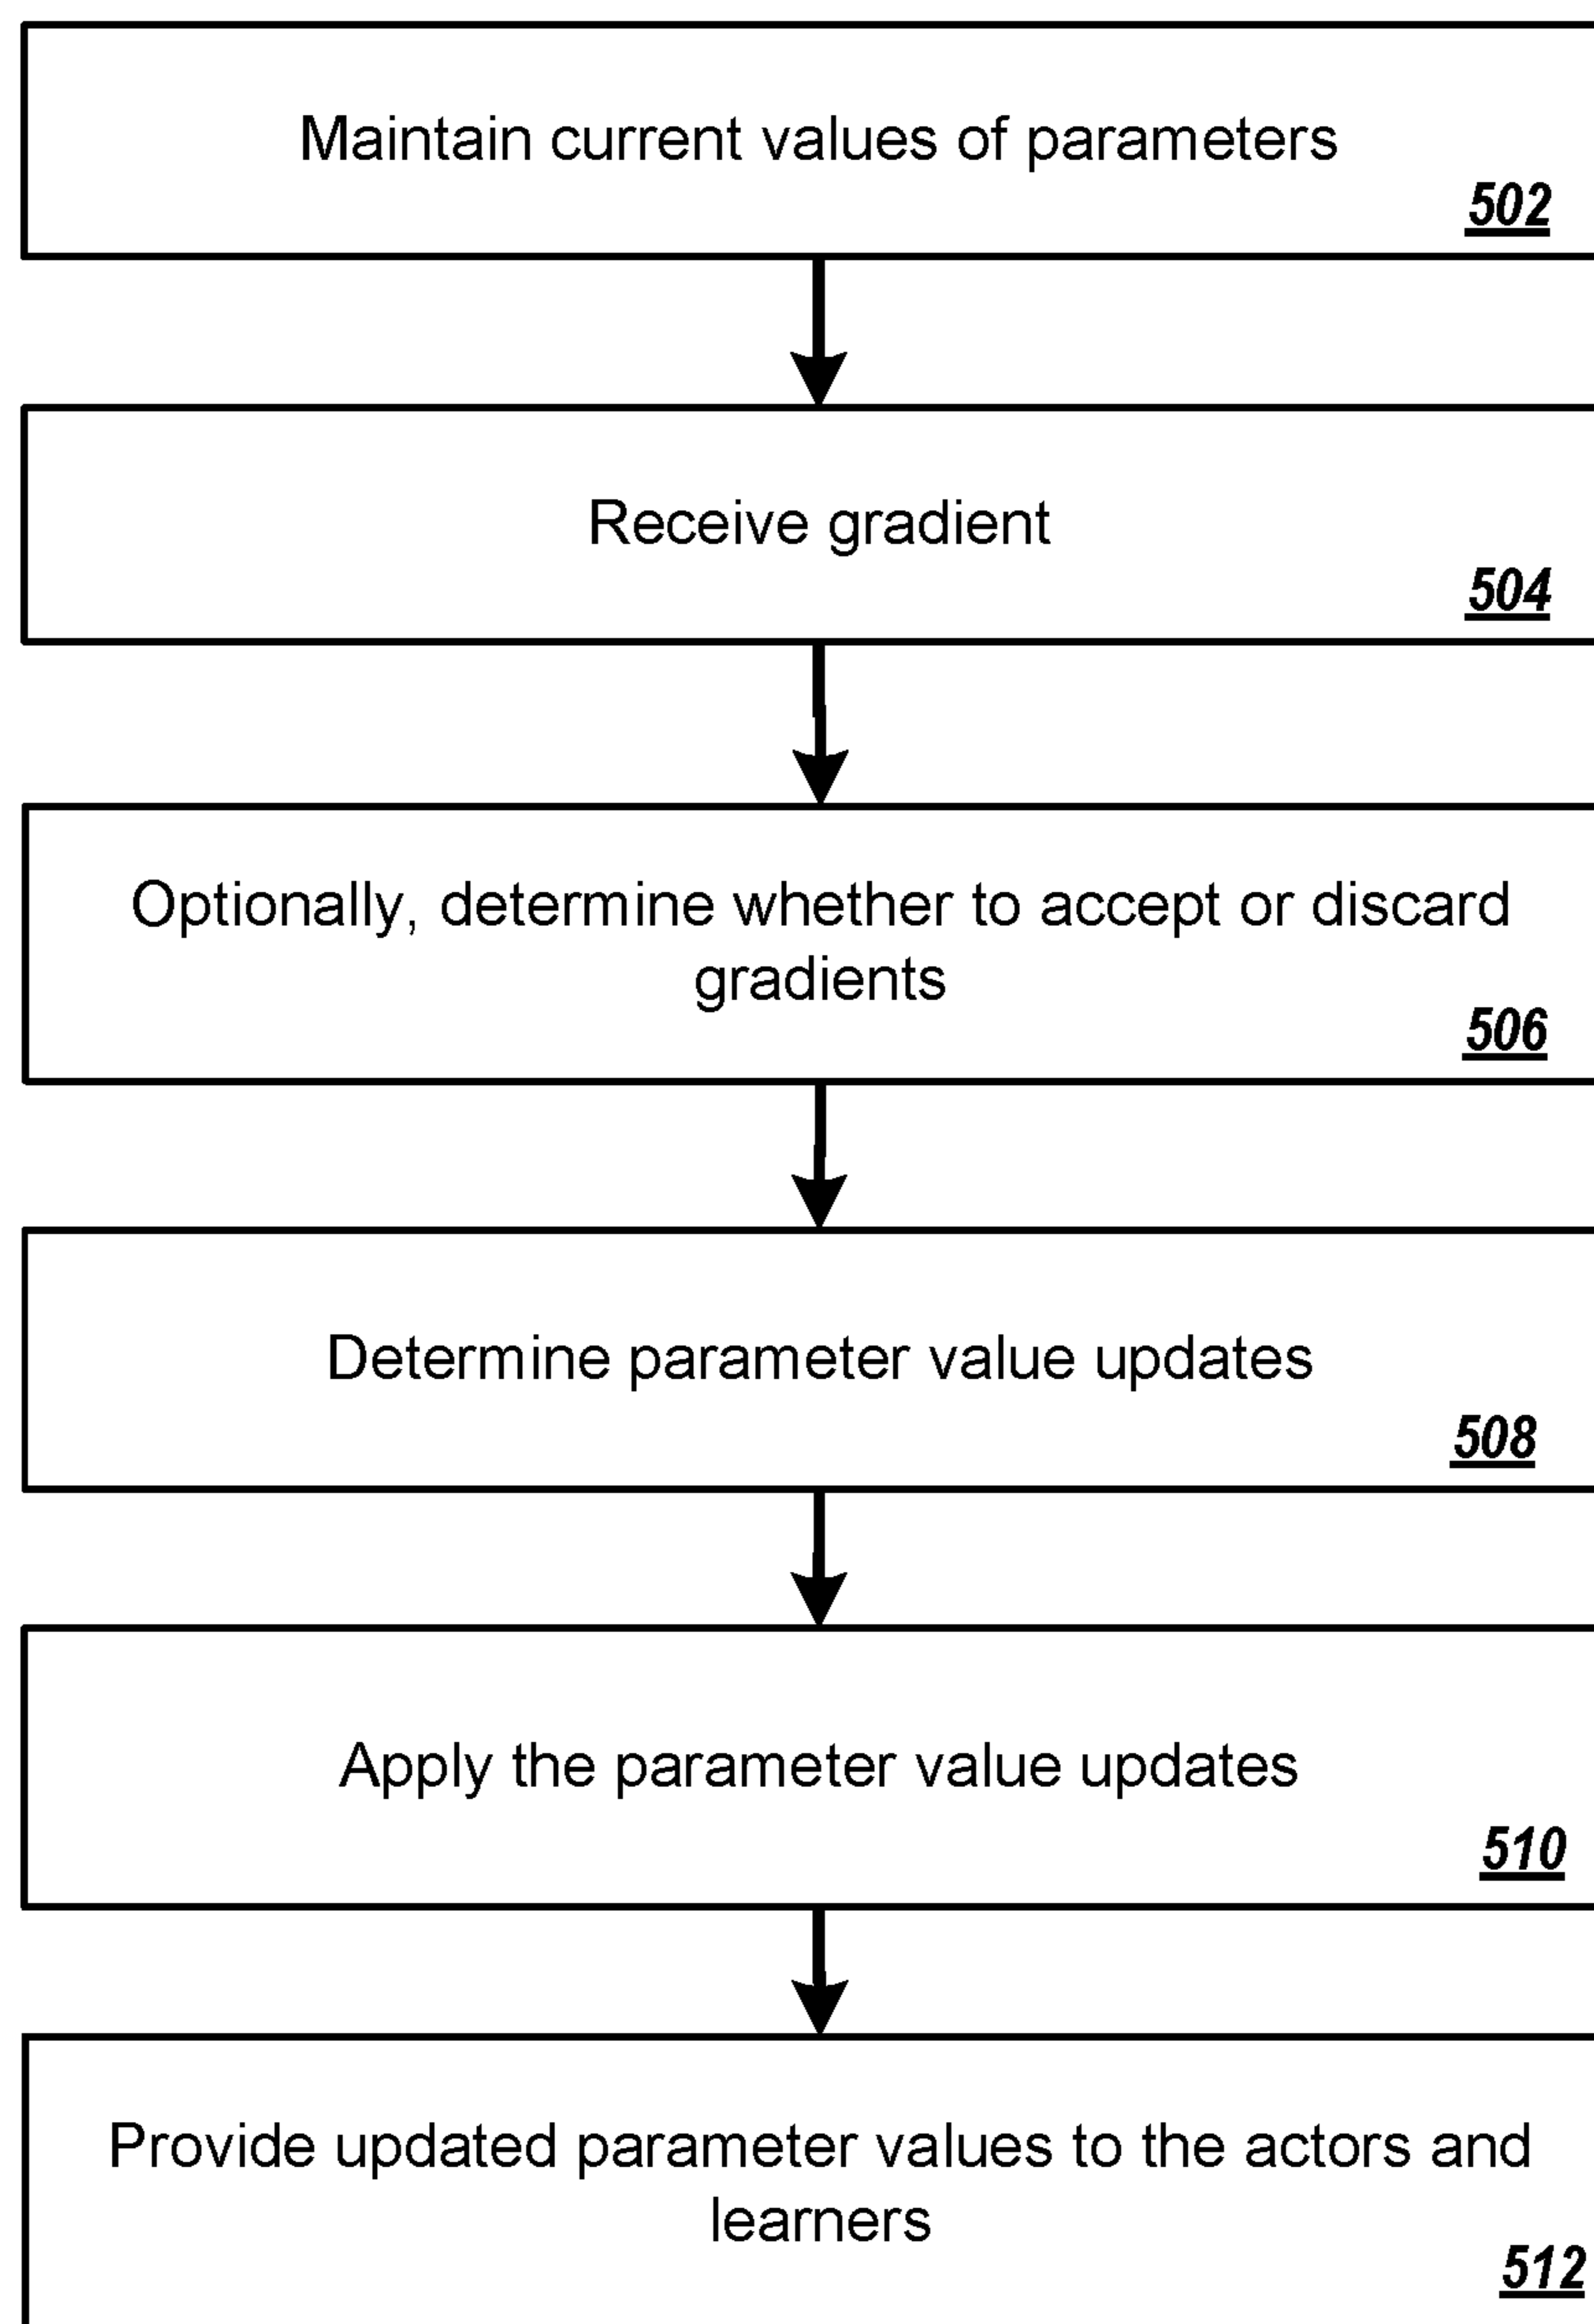 Maintain current values of parameters
502
Receive gradient
504
Optionally, determine whether to accept or discard
gradients
506
Determine parameter value updates
508
Apply the parameter value updates
510
Provide updated parameter values to the actors and
learners
512